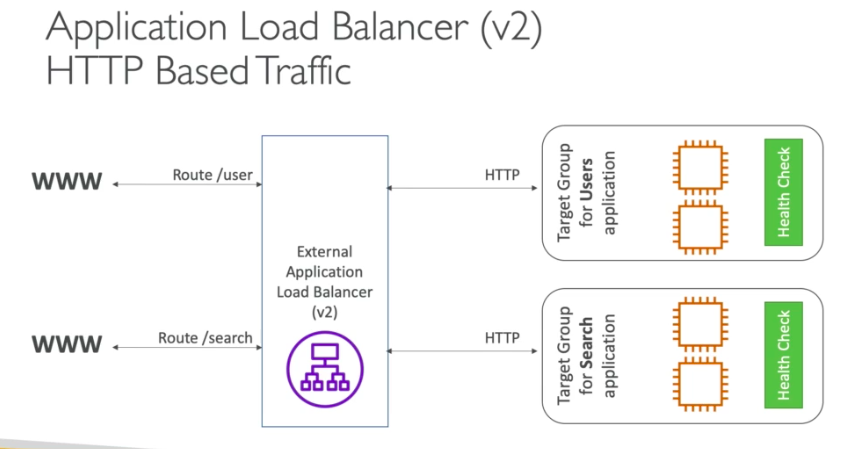 Application Load Balancer (v2)
HTTP Based Traffic
WWW
Route /user
HTTP
Target Group
for Users
application
Health Check
External
Application
Load Balancer
(v2)
WWW
Route /search
HTTP
Target Group
for Search
application
Health Check